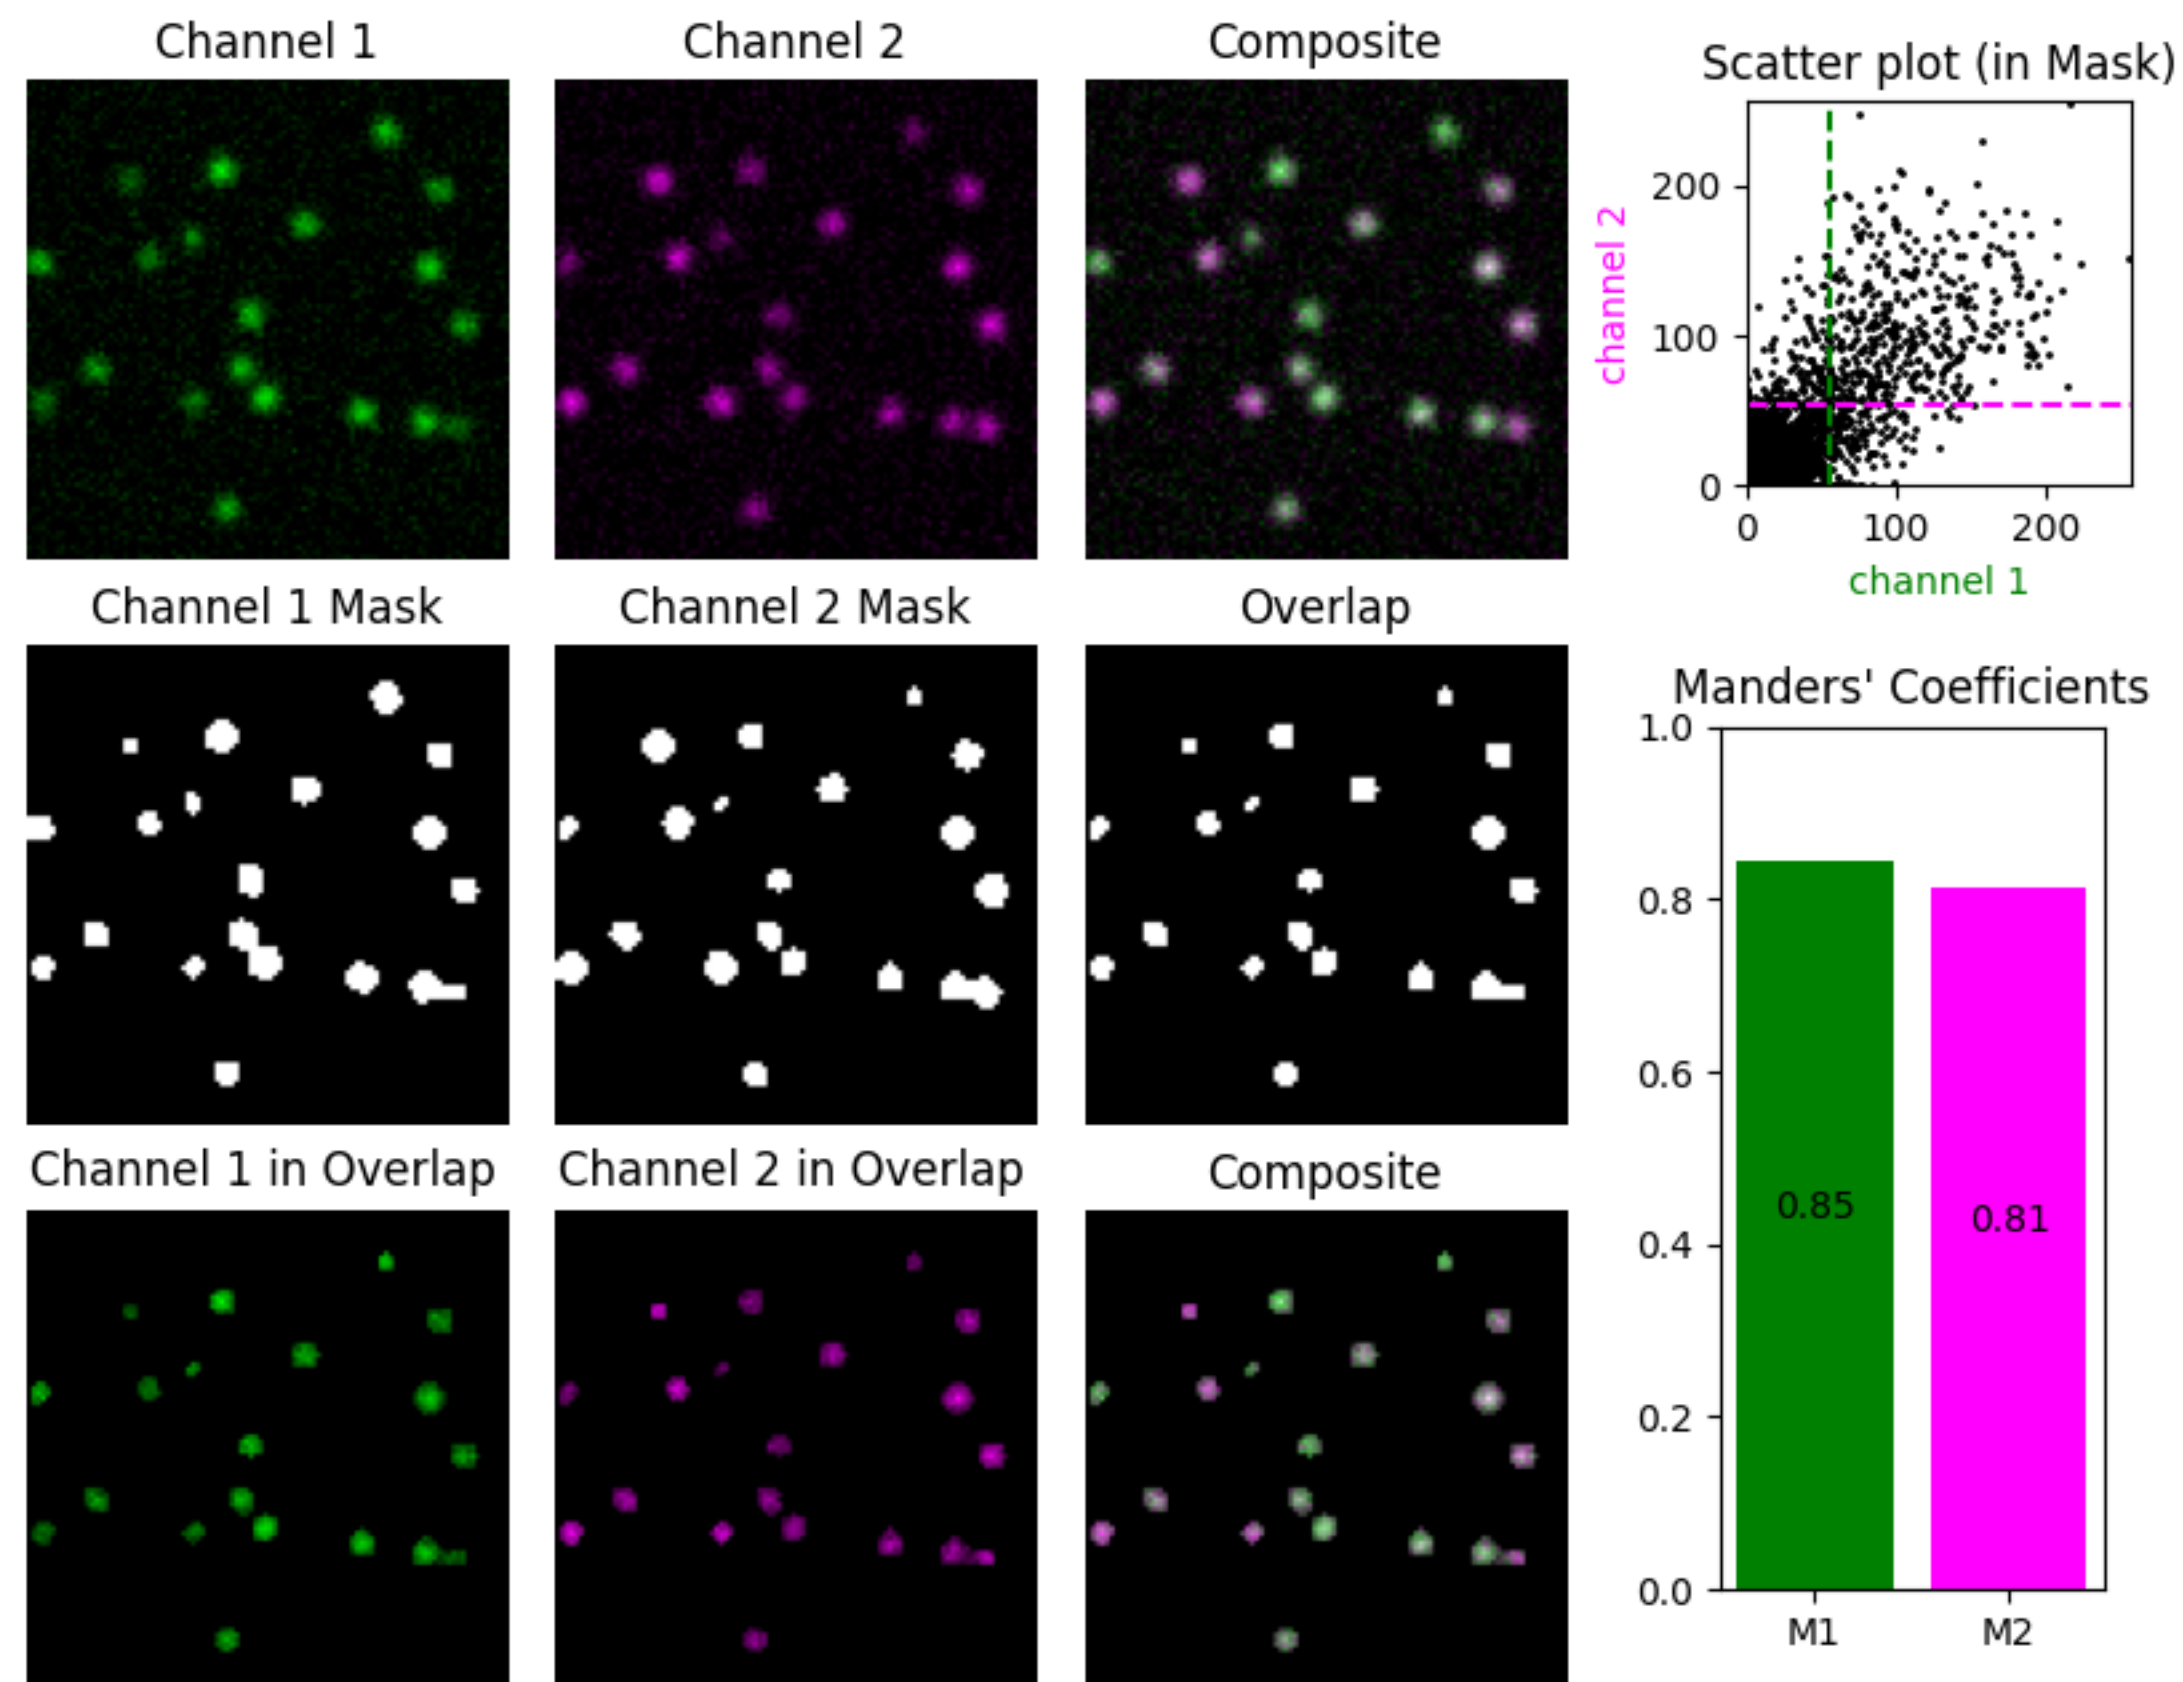 Channel 1
Channel 2
Composite
Scatter plot (in Mask)
channel 2
200
100
0
0
100
200
channel 1
Channel 1 Mask
Channel 2 Mask
Overlap
Manders' Coefficients
1.0
0.8
0.6
0.4
0.2
0.0
0.85
0.81
M1
M2
Channel 1 in Overlap
Channel 2 in Overlap
Composite